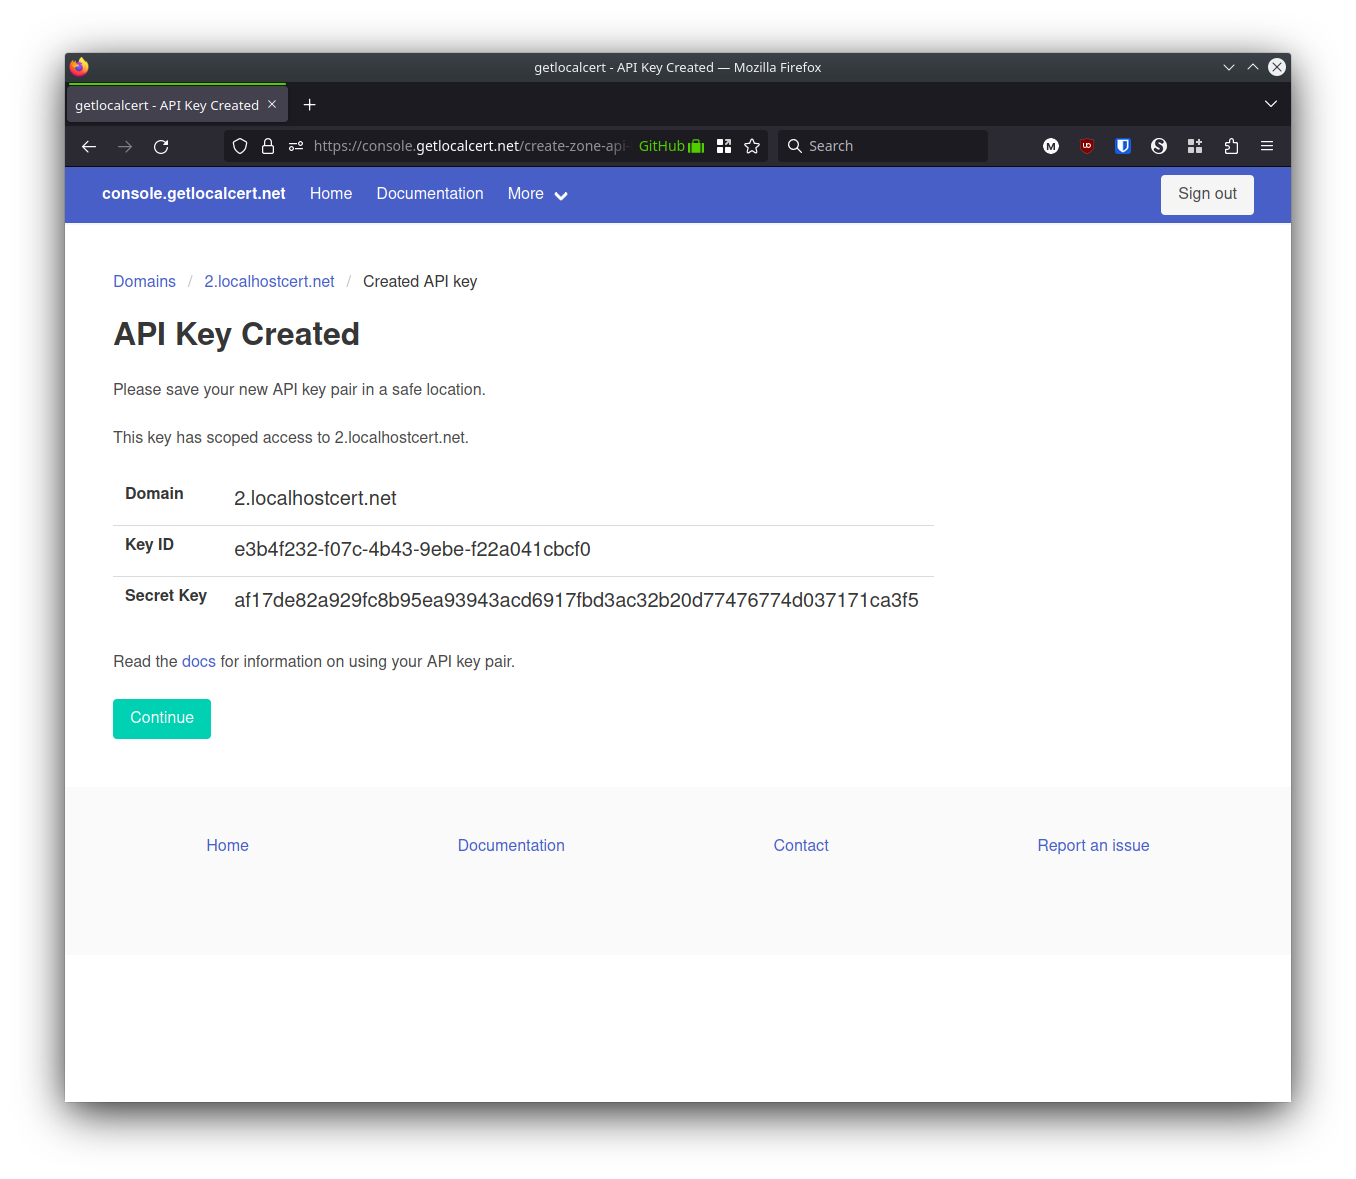 getlocalcert - API Key Created — Mozilla Firefox
getlocalcert - API Key Created
https://console.getlocalcert.net/create-zone-api- GitHub Search
console.getlocalcert.net Home Documentation More Sign out
Domains / 2.localhostcert.net / Created API key
API Key Created
Please save your new API key pair in a safe location.
This key has scoped access to 2.localhostcert.net.
Domain 2.localhostcert.net
Key ID e3b4f232-f07c-4b43-9ebe-f22a041cbcf0
Secret Key af17de82a929fc8b95ea93943acd6917fbd3ac32b20d77476774d037171ca3f5
Read the docs for information on using your API key pair.
Continue
Home Documentation Contact Report an issue